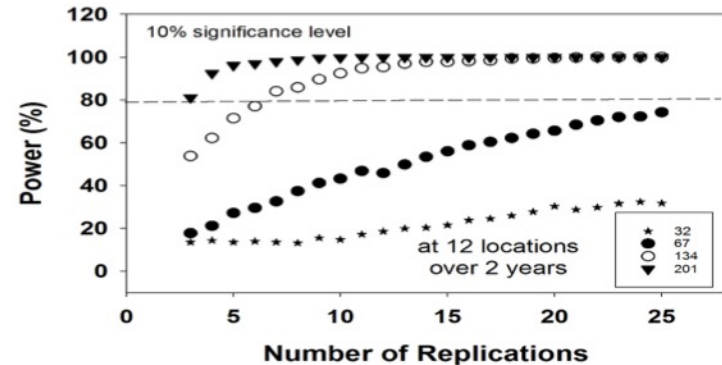 120
10% significance level
100
80
60
40
20
0
Power (%)
at 12 locations
over 2 years
32
67
134
201
0 5 10 15 20 25
Number of Replications